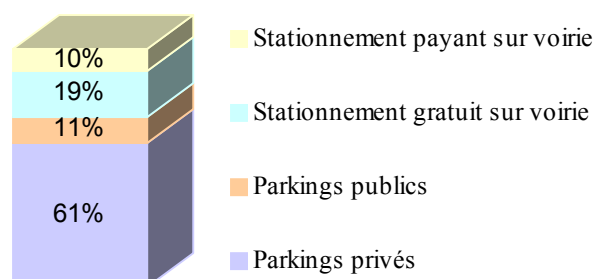 10% Stationnement payant sur voirie
19% Stationnement gratuit sur voirie
11% Parkings publics
61% Parkings privés